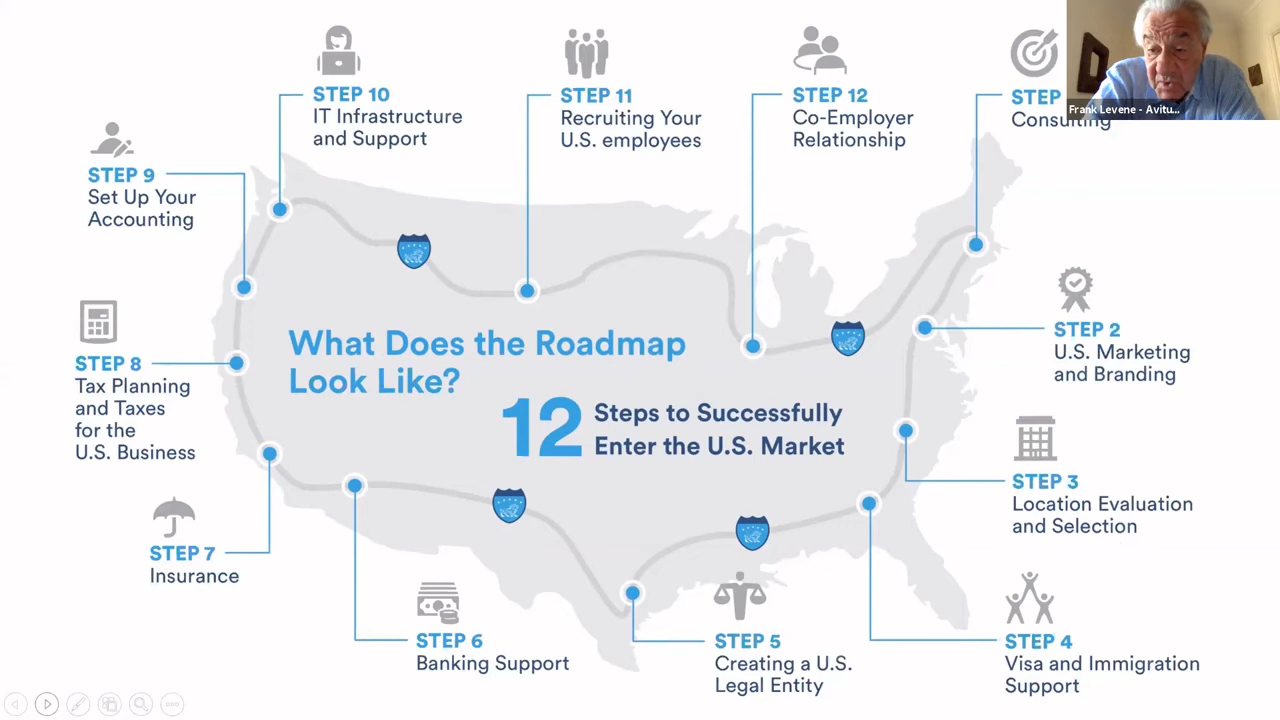 What Does the Roadmap
Look Like?
12
Steps to Successfully
Enter the U.S. Market
STEP
Consulting
Frank Levene - Avitu...
STEP 2
U.S. Marketing
and Branding
STEP 3
Location Evaluation
and Selection
STEP 4
Visa and Immigration
Support
STEP 5
Creating a U.S.
Legal Entity
STEP 6
Banking Support
STEP 7
Insurance
STEP 8
Tax Planning
and Taxes
for the
U.S. Business
STEP 9
Set Up Your
Accounting
STEP 10
IT Infrastructure
and Support
STEP 11
Recruiting Your
U.S. employees
STEP 12
Co-Employer
Relationship